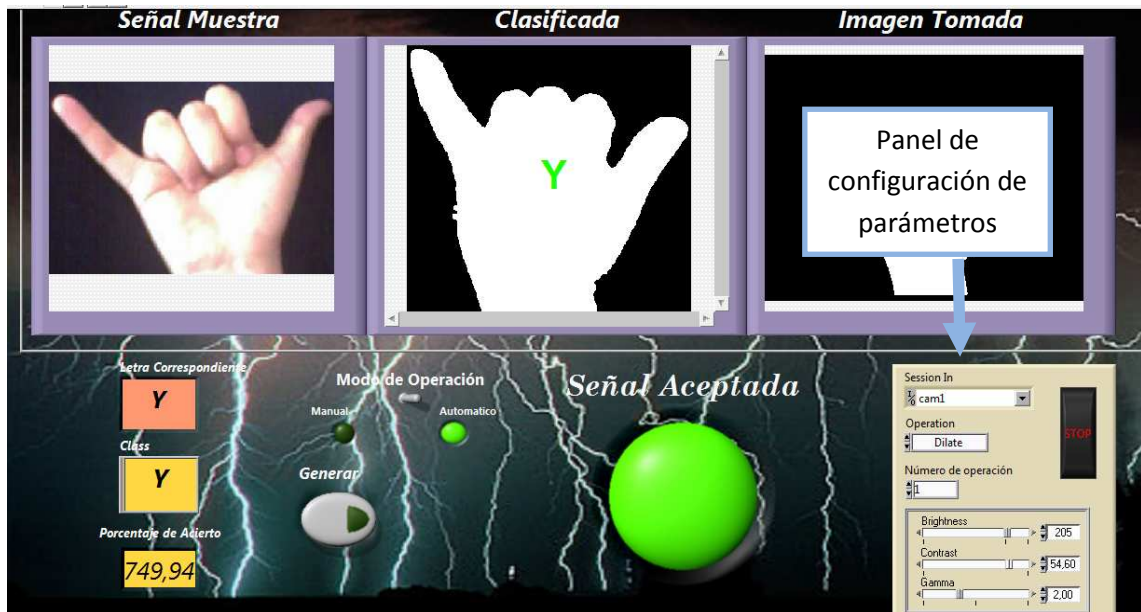 Señal Muestra
Clasificada
Imagen Tomada
Y
Panel de
configuración de
parámetros
Letra Correspondiente
Y
Class
Y
Porcentaje de Acierto
749,94
Modo de Operación
Manual
Automatico
Generar
Señal Aceptada
Session In
I/O cam1
STOP
Operation
Dilate
Número de operación
1
Brightness
205
Contrast
54,60
Gamma
2,00